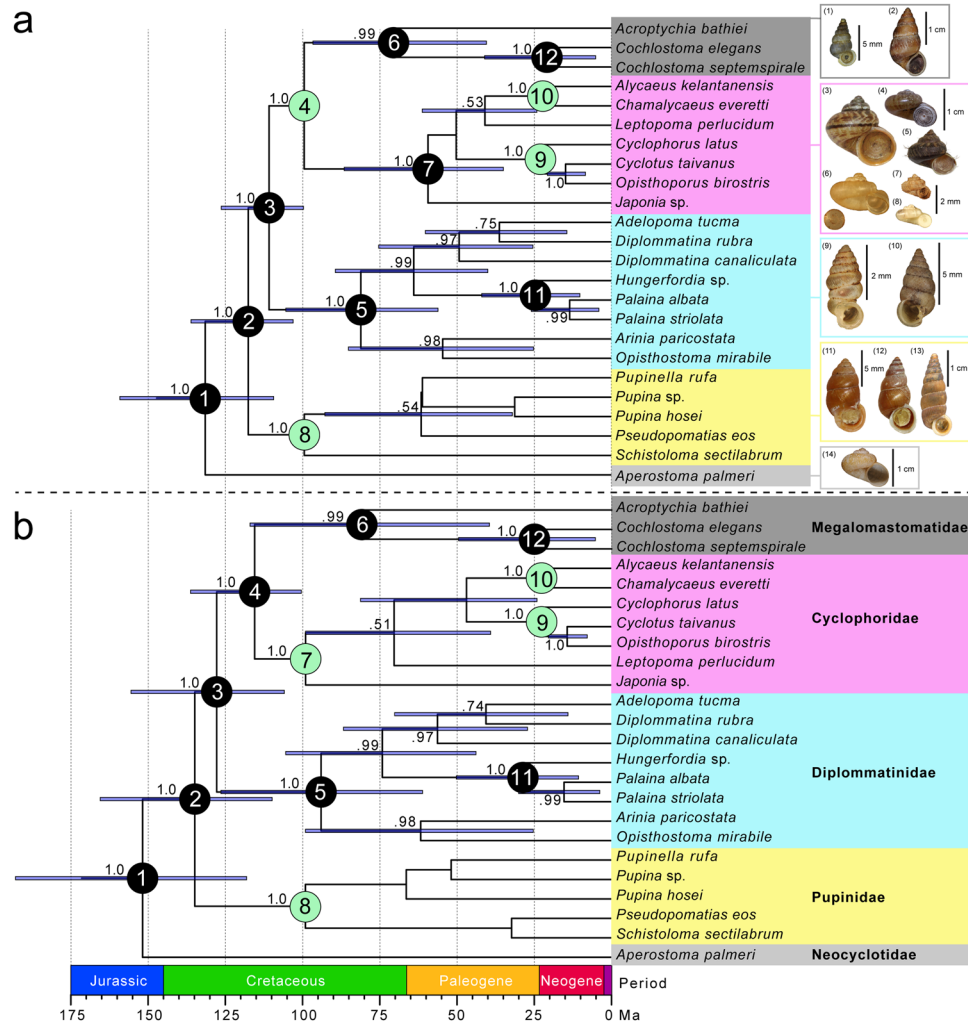 a
Acroptychia bathiei
Cochlostoma elegans
Cochlostoma septemspirale
Alycaeus kelantanensis
Chamalycaeus everetti
Leptopoma perlucidum
Cyclophorus latus
Cyclotus taivanus
Opisthoporus birostris
Japonia sp.
Adelopoma tucma
Diplommatina rubra
Diplommatina canaliculata
Hungerfordia sp.
Palaina albata
Palaina striolata
Arinia paricostata
Opisthostoma mirabile
Pupinella rufa
Pupina sp.
Pupina hosei
Pseudopomatias eos
Schistoloma sectilabrum
Aperostoma palmeri
.99
6
1.0
12
1.0
4
1.0
10
.53
1.0
9
1.0
1.0
7
1.0
3
.75
.97
.99
1.0
11
.99
1.0
5
.98
1.0
2
.54
1.0
8
1.0
1
(1)
5 mm
(2)
1 cm
(3)
(4)
1 cm
(5)
(6)
(7)
2 mm
(8)
(9)
2 mm
(10)
5 mm
(11)
5 mm
(12)
(13)
1 cm
(14)
1 cm
b
Acroptychia bathiei
Cochlostoma elegans
Megalomastomatidae
Cochlostoma septemspirale
Alycaeus kelantanensis
Chamalycaeus everetti
Cyclophorus latus
Cyclophoridae
Cyclotus taivanus
Opisthoporus birostris
Leptopoma perlucidum
Japonia sp.
Adelopoma tucma
Diplommatina rubra
Diplommatina canaliculata
Hungerfordia sp.
Diplommatinidae
Palaina albata
Palaina striolata
Arinia paricostata
Opisthostoma mirabile
Pupinella rufa
Pupina sp.
Pupina hosei
Pupinidae
Pseudopomatias eos
Schistoloma sectilabrum
Aperostoma palmeri
Neocyclotidae
.99
6
1.0
12
1.0
4
1.0
10
1.0
9
1.0
.51
1.0
7
1.0
3
.74
.97
.99
1.0
11
.99
1.0
5
.98
1.0
2
1.0
8
1.0
1
Jurassic
Cretaceous
Paleogene
Neogene
Period
175
150
125
100
75
50
25
0
Ma